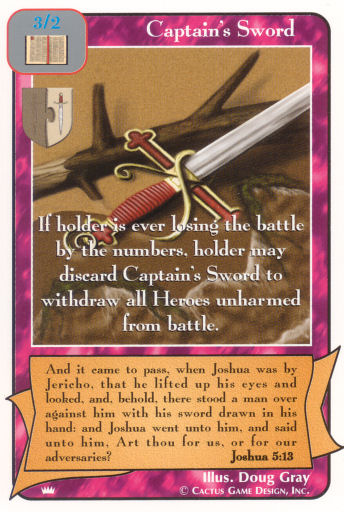 3/2
Captain's Sword
If holder is ever losing the battle
by the numbers, holder may
discard Captain's Sword to
withdraw all Heroes unharmed
from battle.
And it came to pass, when Joshua was by
Jericho, that he lifted up his eyes and
looked, and, behold, there stood a man over
against him with his sword drawn in his
hand: and Joshua went unto him, and said
unto him, Art thou for us, or for our
adversaries? Joshua 5:13
Illus. Doug Gray
© Cactus Game Design, Inc.